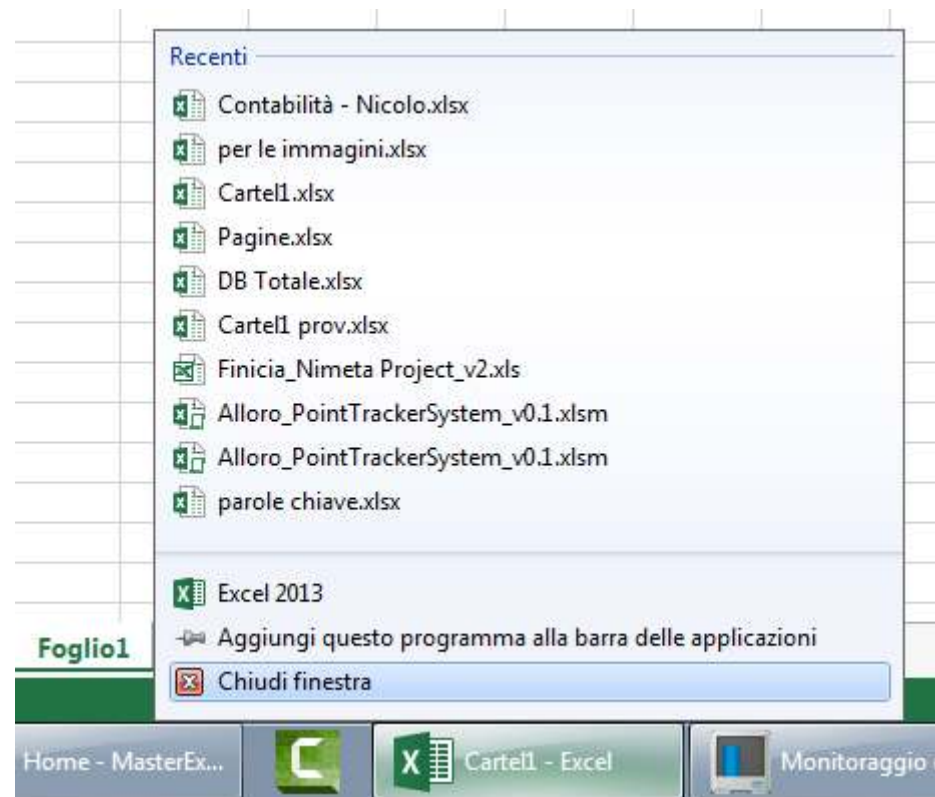 Recenti
Contabilità - Nicolo.xlsx
per le immagini.xlsx
Cartel1.xlsx
Pagine.xlsx
DB Totale.xlsx
Cartel1 prov.xlsx
Finicia_Nimeta Project_v2.xls
Alloro_PointTrackerSystem_v0.1.xlsm
Alloro_PointTrackerSystem_v0.1.xlsm
parole chiave.xlsx
Excel 2013
Aggiungi questo programma alla barra delle applicazioni
Foglio1
Chiudi finestra
Home - MasterEx... Cartel1 - Excel Monitoraggio